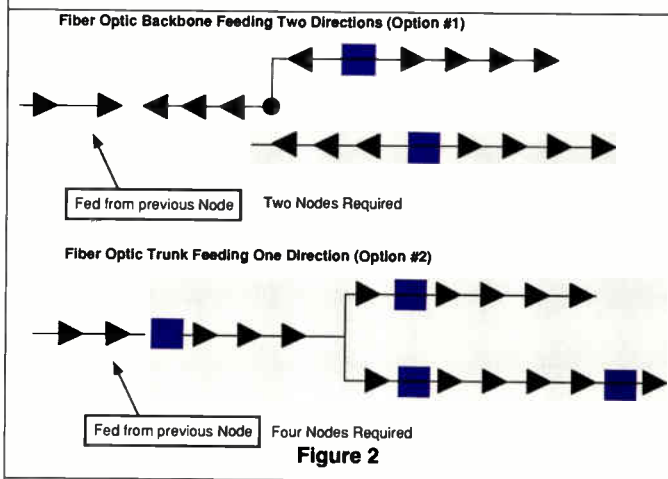 Fiber Optic Backbone Feeding Two Directions (Option #1)
Fed from previous Node
Two Nodes Required
Fiber Optic Trunk Feeding One Direction (Option #2)
Fed from previous Node
Four Nodes Required
Figure 2